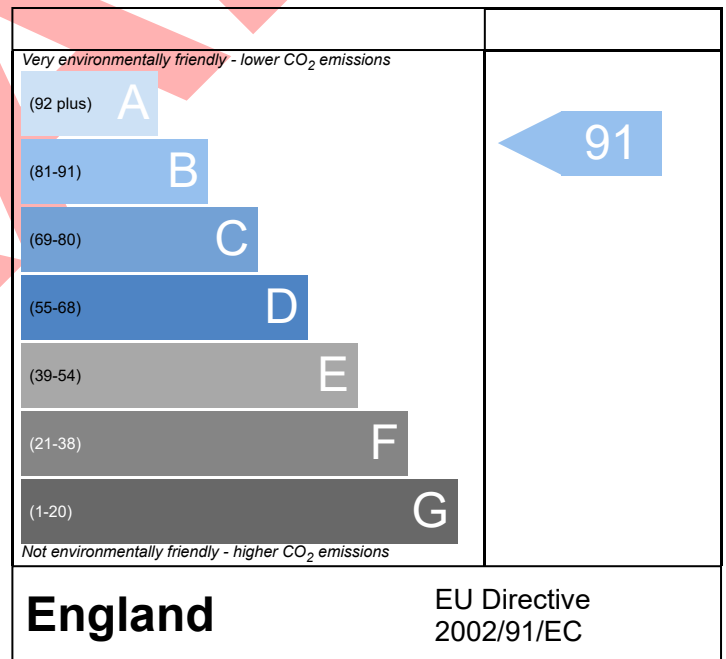 Very environmentally friendly - lower CO2 emissions
(92 plus) A
91
(81-91) B
(69-80) C
(55-68) D
(39-54) E
(21-38) F
(1-20) G
Not environmentally friendly - higher CO2 emissions
England
EU Directive
2002/91/EC